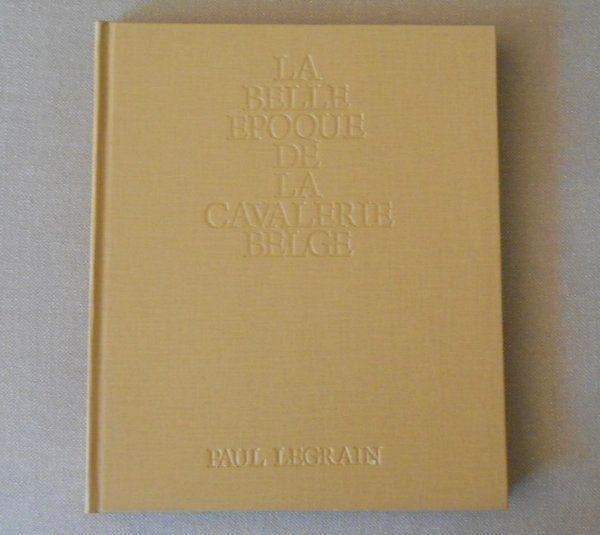 LA
BELLE
EPOQUE
DE
LA
CAVALERIE
BELGE
PAUL LEGRAIN